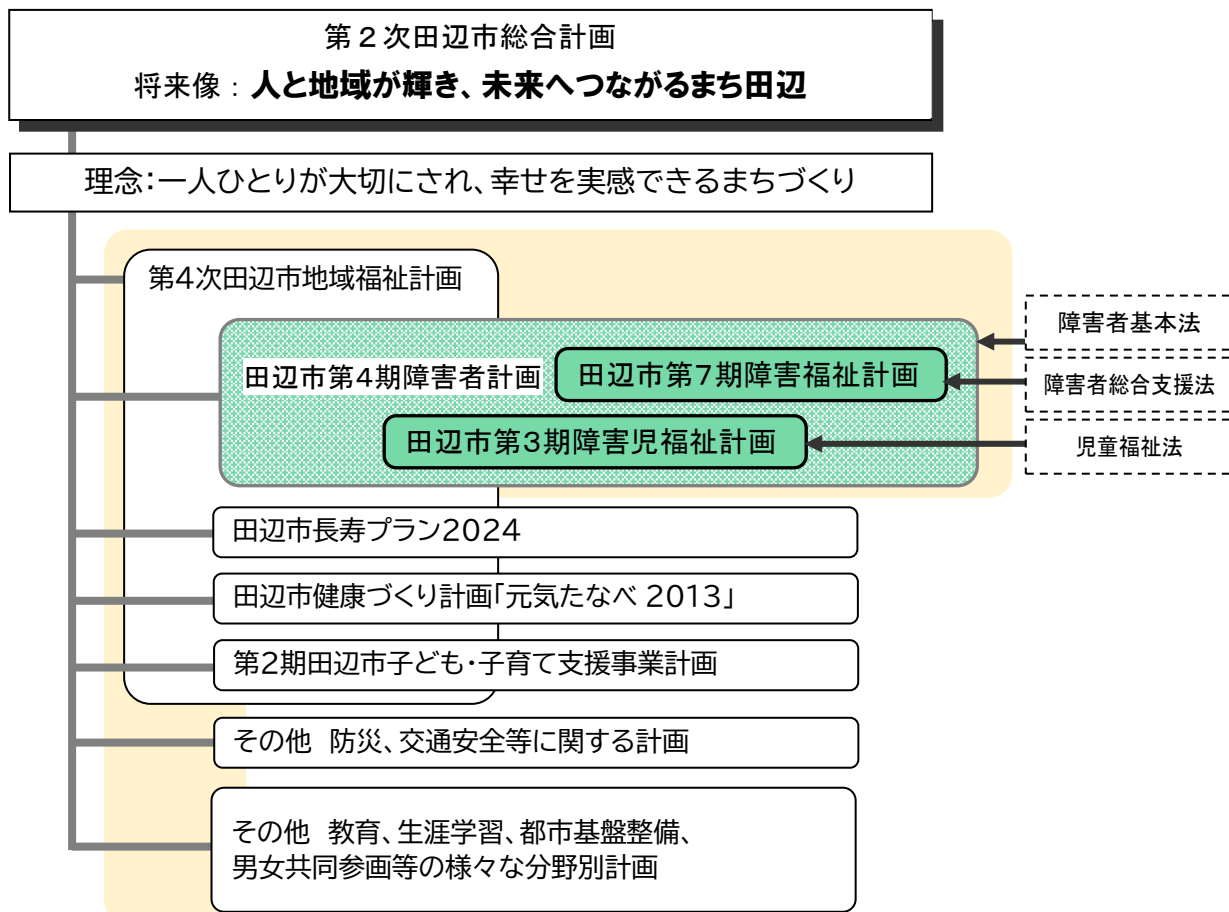 第２次田辺市総合計画
将来像：人と地域が輝き、未来へつながるまち田辺
理念：一人ひとりが大切にされ、幸せを実感できるまちづくり
第4次田辺市地域福祉計画
障害者基本法
田辺市第4期障害者計画
田辺市第7期障害福祉計画
障害者総合支援法
田辺市第3期障害児福祉計画
児童福祉法
田辺市長寿プラン2024
田辺市健康づくり計画「元気たなべ 2013」
第2期田辺市子ども・子育て支援事業計画
その他　防災、交通安全等に関する計画
その他　教育、生涯学習、都市基盤整備、
男女共同参画等の様々な分野別計画